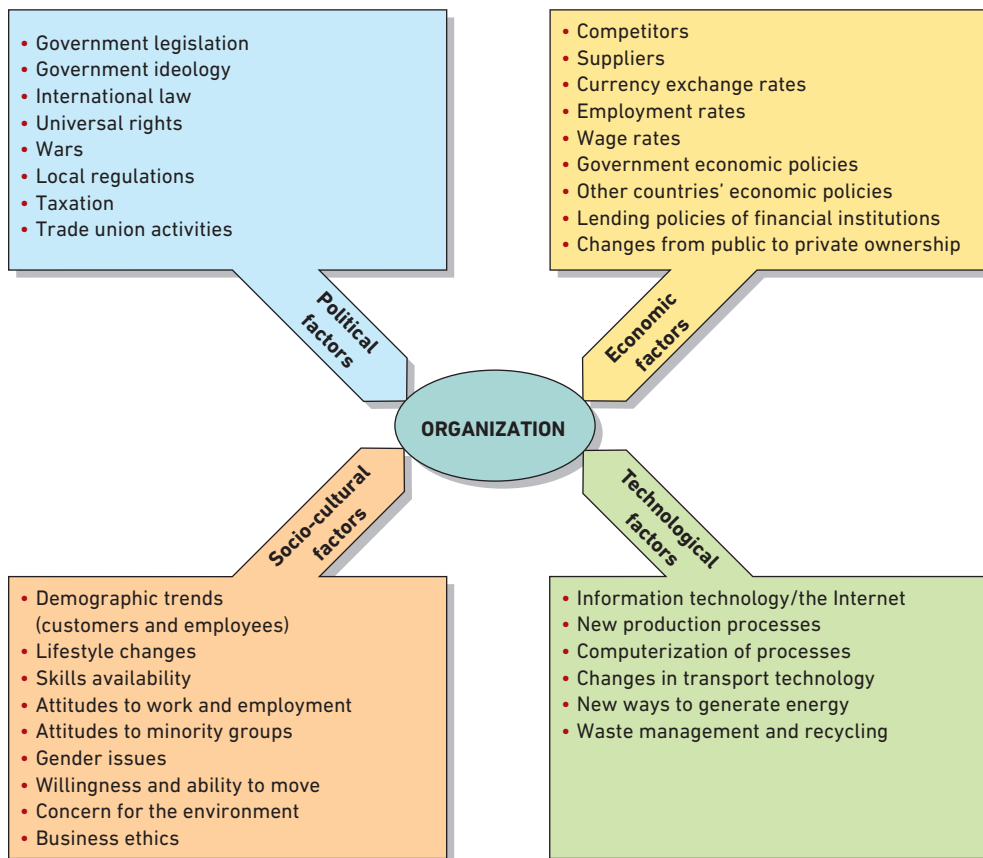 • Government legislation
• Government ideology
• International law
• Universal rights
• Wars
• Local regulations
• Taxation
• Trade union activities
Political
factors
• Competitors
• Suppliers
• Currency exchange rates
• Employment rates
• Wage rates
• Government economic policies
• Other countries’ economic policies
• Lending policies of financial institutions
• Changes from public to private ownership
Economic
factors
ORGANIZATION
Socio-cultural
factors
• Demographic trends
(customers and employees)
• Lifestyle changes
• Skills availability
• Attitudes to work and employment
• Attitudes to minority groups
• Gender issues
• Willingness and ability to move
• Concern for the environment
• Business ethics
Technological
factors
• Information technology/the Internet
• New production processes
• Computerization of processes
• Changes in transport technology
• New ways to generate energy
• Waste management and recycling